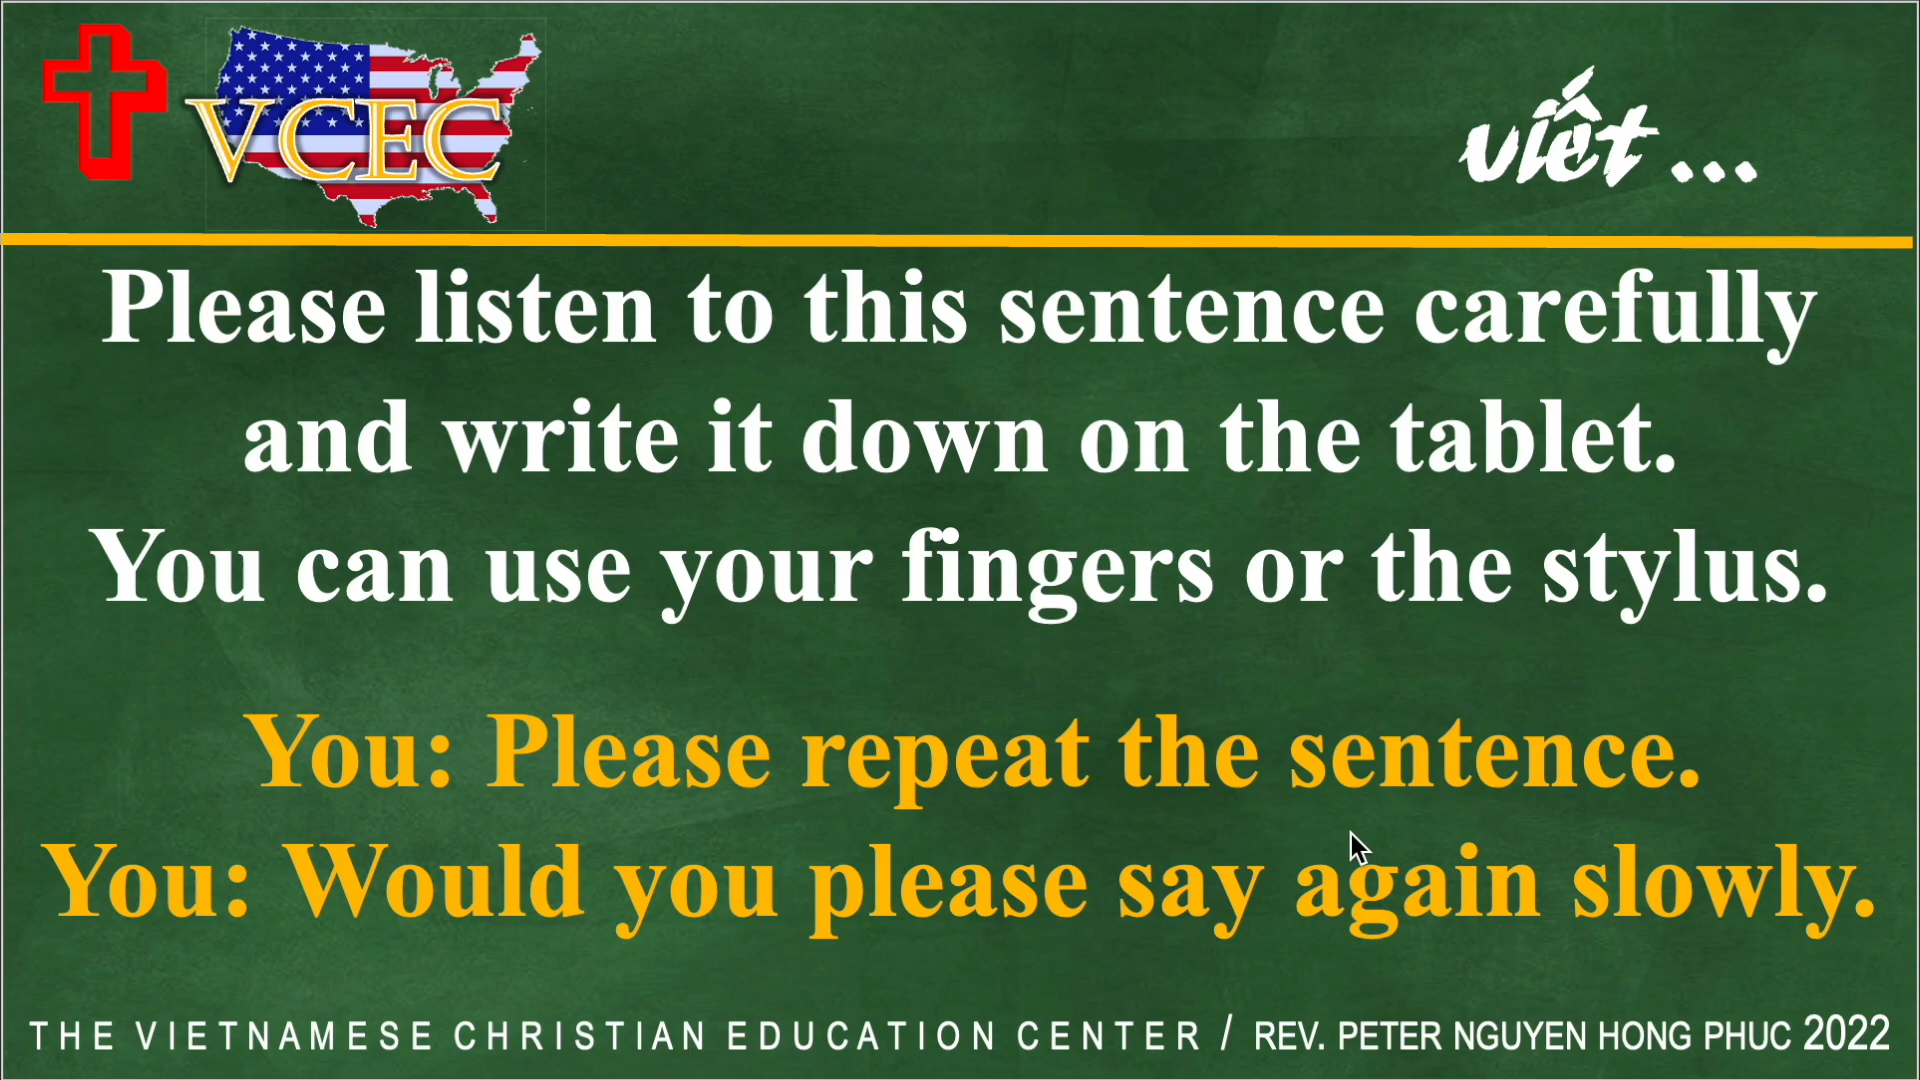 VCEC
viết ...
Please listen to this sentence carefully
and write it down on the tablet.
You can use your fingers or the stylus.
You: Please repeat the sentence.
You: Would you please say again slowly.
THE VIETNAMESE CHRISTIAN EDUCATION CENTER / REV. PETER NGUYEN HONG PHUC 2022